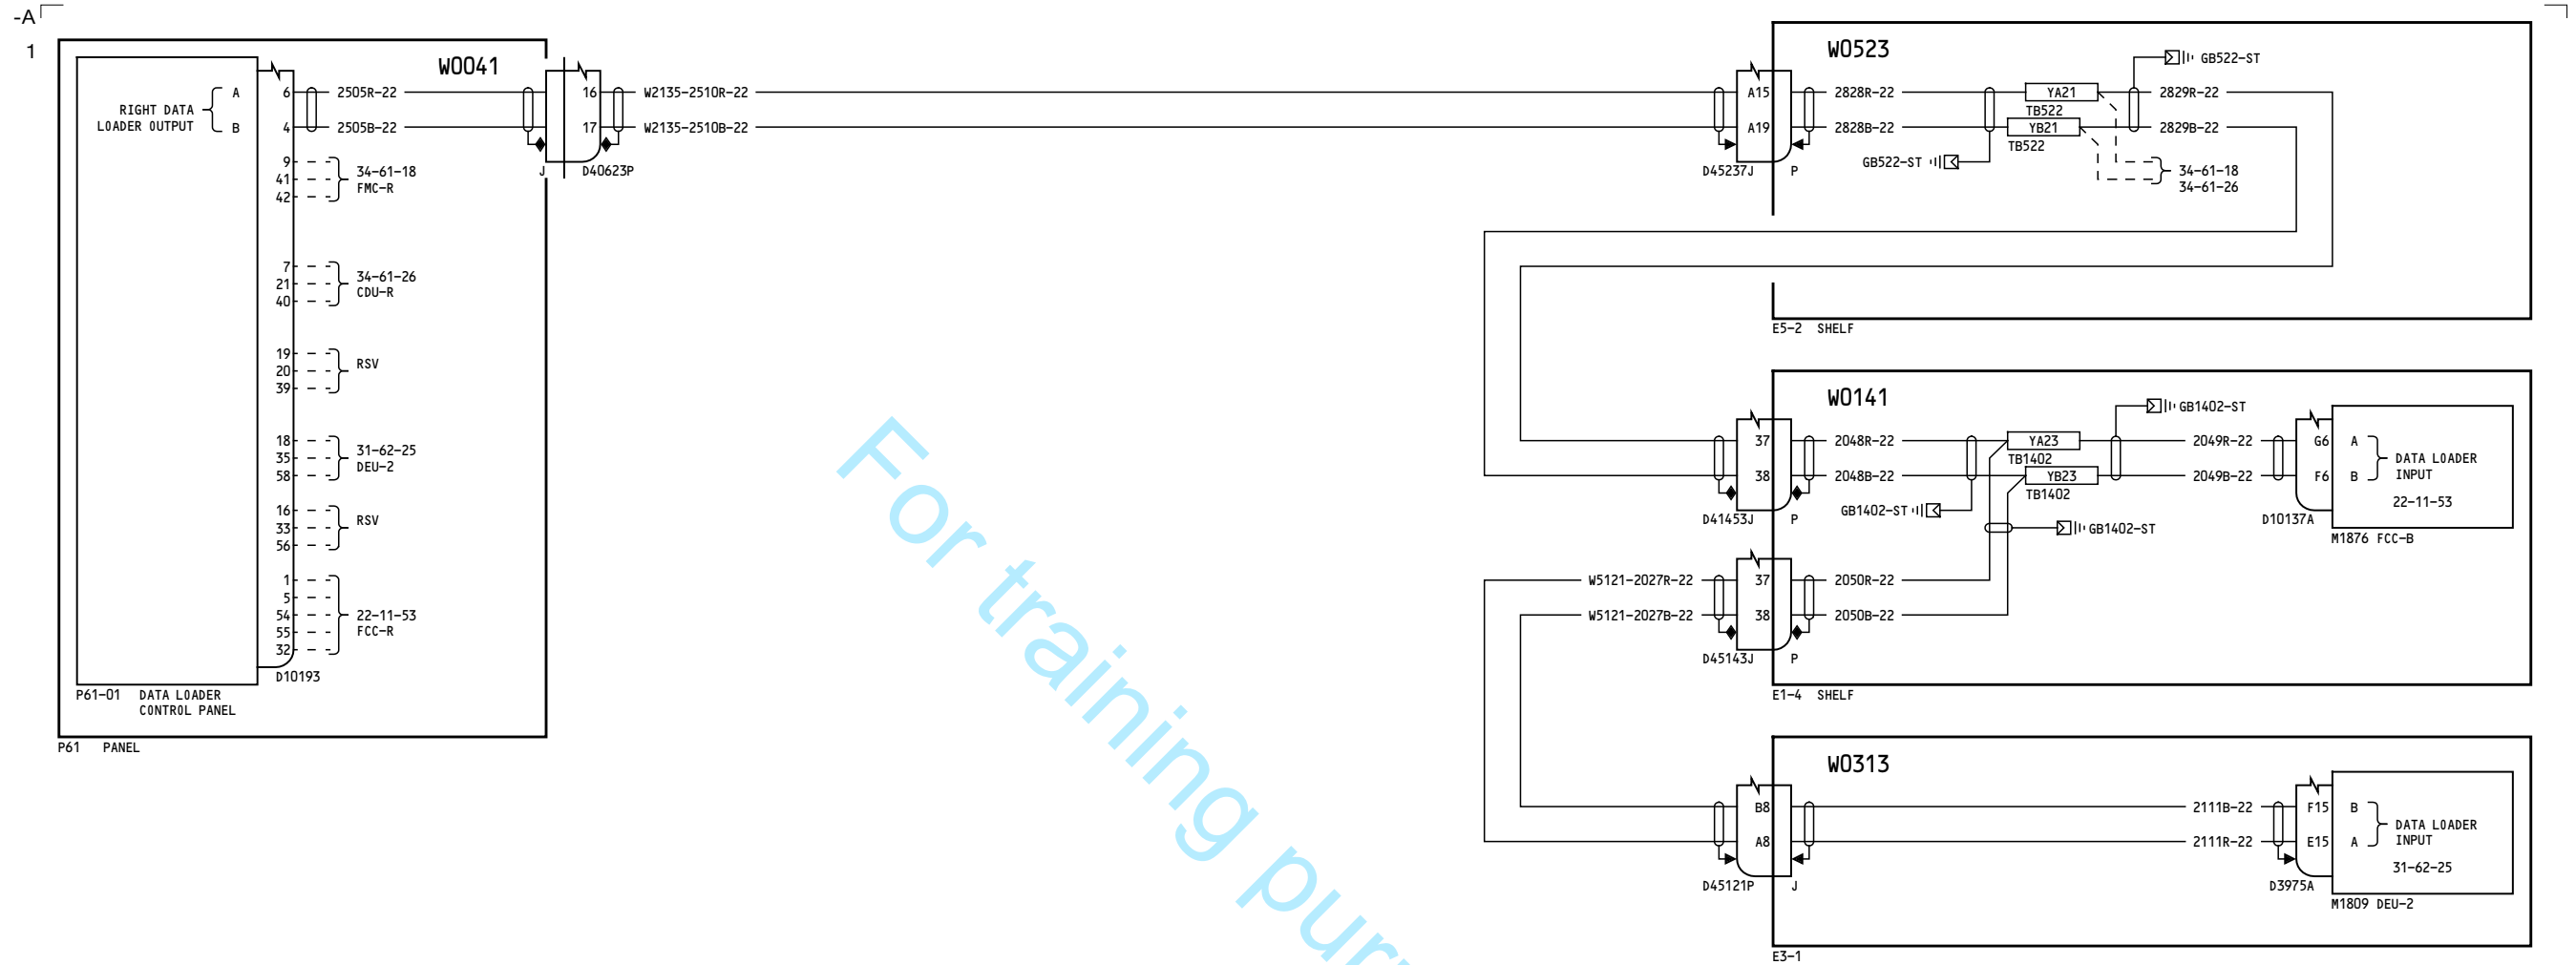 -A
1
W0041
RIGHT DATA
LOADER OUTPUT
A
B
6
4
2505R-22
2505B-22
9
41
42
34-61-18
FMC-R
7
21
40
34-61-26
CDU-R
19
20
39
RSV
18
35
58
31-62-25
DEU-2
16
33
56
RSV
1
5
54
55
32
22-11-53
FCC-R
D10193
P61-01 DATA LOADER
CONTROL PANEL
P61 PANEL
16
17
J
D40623P
W2135-2510R-22
W2135-2510B-22
W0523
A15
A19
D45237J
P
2828R-22
2828B-22
GB522-ST
YA21
TB522
YB21
TB522
GB522-ST
2829R-22
2829B-22
34-61-18
34-61-26
E5-2 SHELF
W0141
37
38
D41453J
P
2048R-22
2048B-22
GB1402-ST
YA23
TB1402
YB23
TB1402
GB1402-ST
GB1402-ST
2049R-22
2049B-22
G6
F6
A
B
DATA LOADER
INPUT
22-11-53
D10137A
M1876 FCC-B
W5121-2027R-22
W5121-2027B-22
37
38
D45143J
P
2050R-22
2050B-22
E1-4 SHELF
W0313
B8
A8
D45121P
J
2111B-22
2111R-22
F15
E15
B
A
DATA LOADER
INPUT
31-62-25
D3975A
M1809 DEU-2
E3-1
For training pur